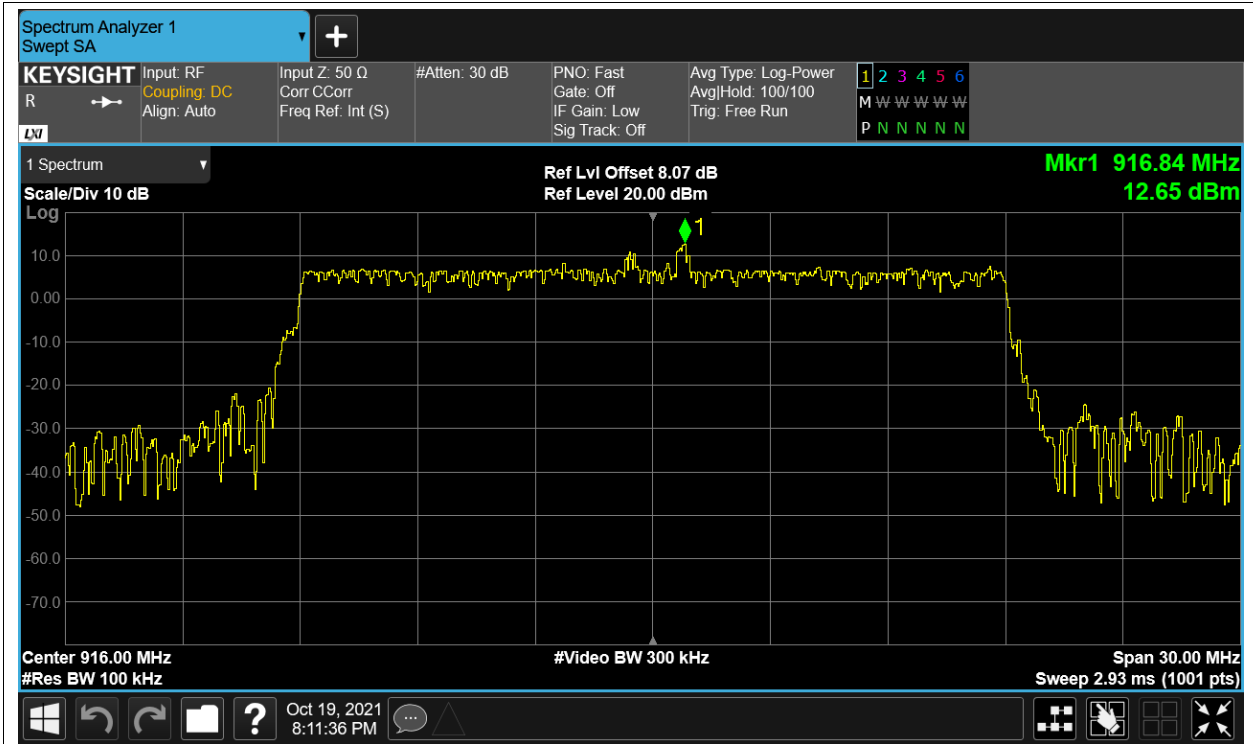 Spectrum Analyzer 1
Swept SA
KEYSIGHT
R
LXI
Input: RF
Coupling: DC
Align: Auto
Input Z: 50 Ω
Corr CCorr
Freq Ref: Int (S)
#Atten: 30 dB
PNO: Fast
Gate: Off
IF Gain: Low
Sig Track: Off
Avg Type: Log-Power
Avg|Hold: 100/100
Trig: Free Run
1 2 3 4 5 6
M W W W W W
P N N N N N
1 Spectrum
Scale/Div 10 dB
Log
Ref Lvl Offset 8.07 dB
Ref Level 20.00 dBm
Mkr1 916.84 MHz
12.65 dBm
1
10.0
0.00
-10.0
-20.0
-30.0
-40.0
-50.0
-60.0
-70.0
Center 916.00 MHz
#Video BW 300 kHz
Span 30.00 MHz
#Res BW 100 kHz
Sweep 2.93 ms (1001 pts)
?
Oct 19, 2021
8:11:36 PM